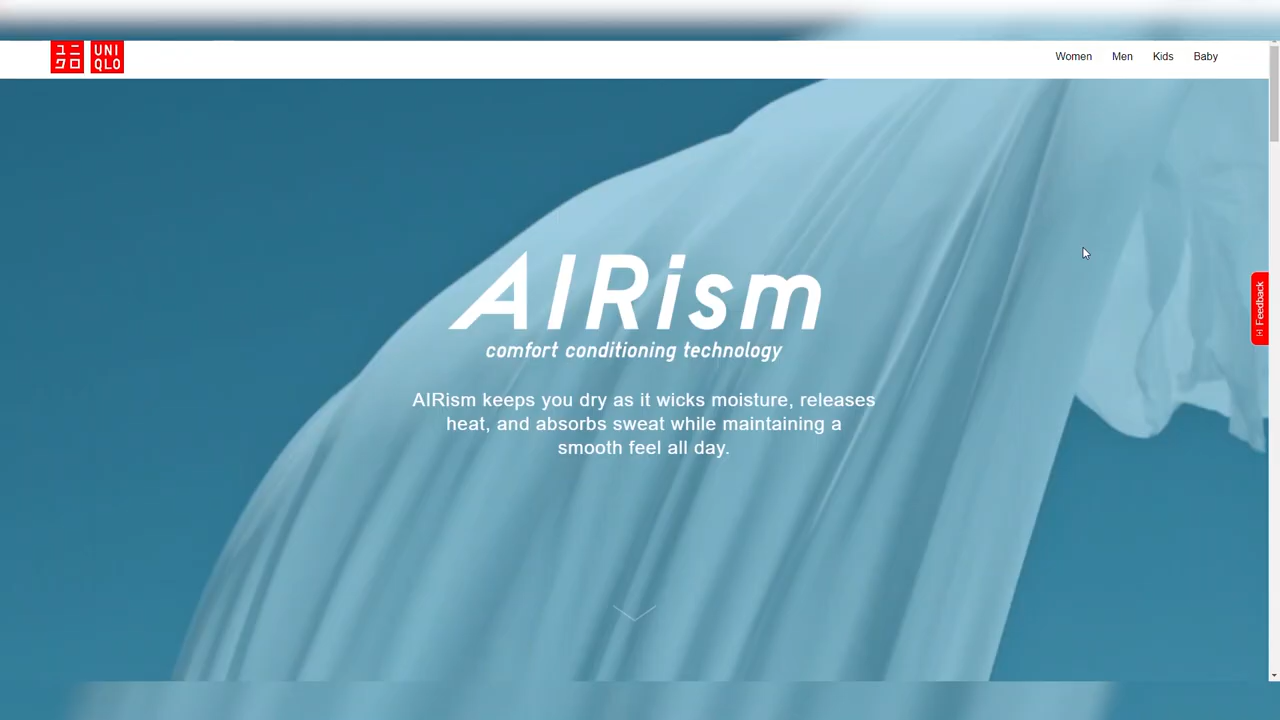 ユニ
クロ
UNI
QLO
Women Men Kids Baby
AIRism
comfort conditioning technology
AIRism keeps you dry as it wicks moisture, releases
heat, and absorbs sweat while maintaining a
smooth feel all day.
[+] Feedback